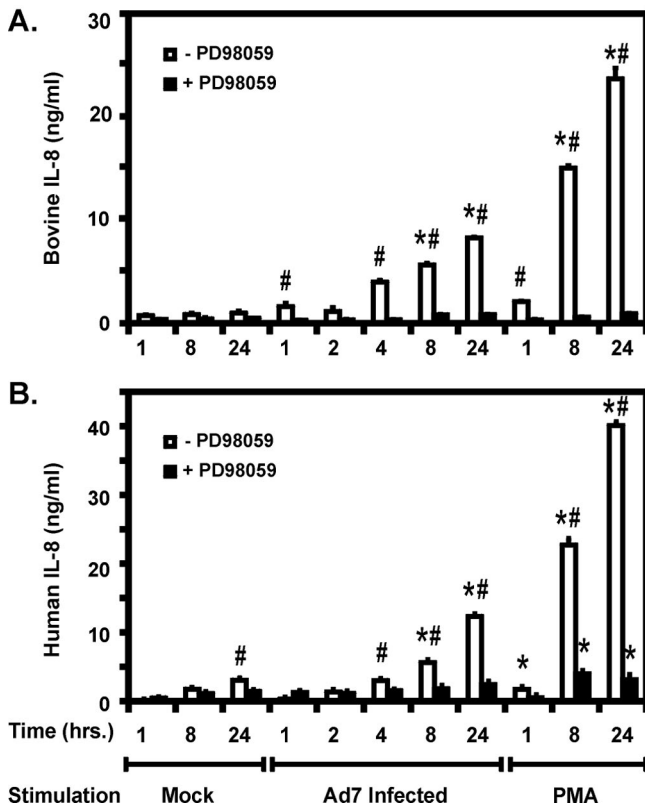 A.
Bovine IL-8 (ng/ml)
30
20
10
0
- PD98059
+ PD98059
# # *# *# # *# *#
1 8 24 1 2 4 8 24 1 8 24
B.
Human IL-8 (ng/ml)
40
30
20
10
0
- PD98059
+ PD98059
# # *# *# * *# * *# *
Time (hrs.) 1 8 24 1 2 4 8 24 1 8 24
Stimulation Mock Ad7 Infected PMA